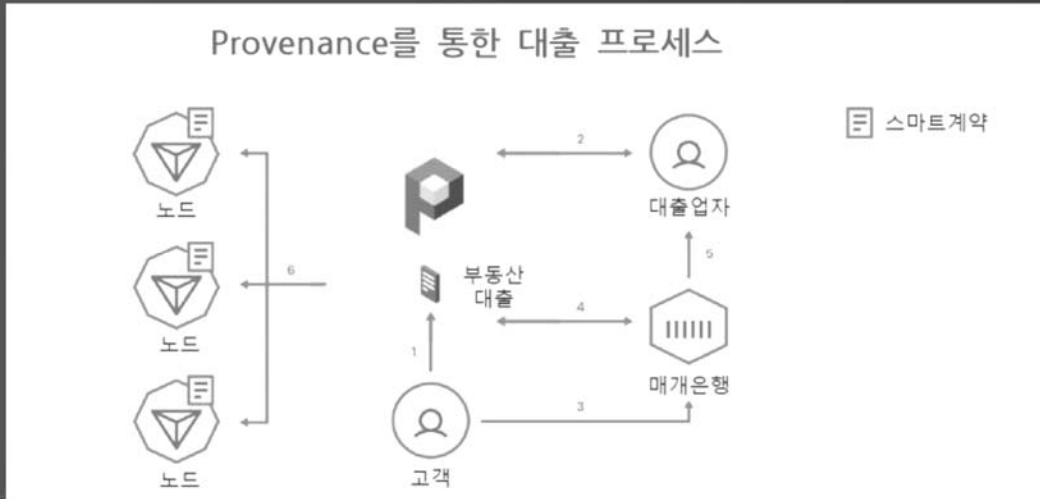 Provenance를 통한 대출 프로세스
스마트계약
노드
2
대출업자
6
부동산
대출
5
노드
4
1
매개은행
3
노드
고객